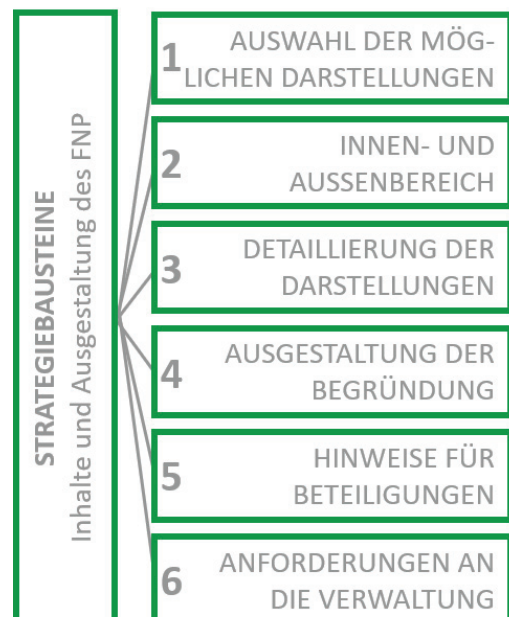 STRATEGIEBAUSTEINE
Inhalte und Ausgestaltung des FNP
1 AUSWAHL DER MÖG-
LICHEN DARSTELLUNGEN
2 INNEN- UND
AUSSENBEREICH
3 DETAILLIERUNG DER
DARSTELLUNGEN
4 AUSGESTALTUNG DER
BEGRÜNDUNG
5 HINWEISE FÜR
BETEILIGUNGEN
6 ANFORDERUNGEN AN
DIE VERWALTUNG